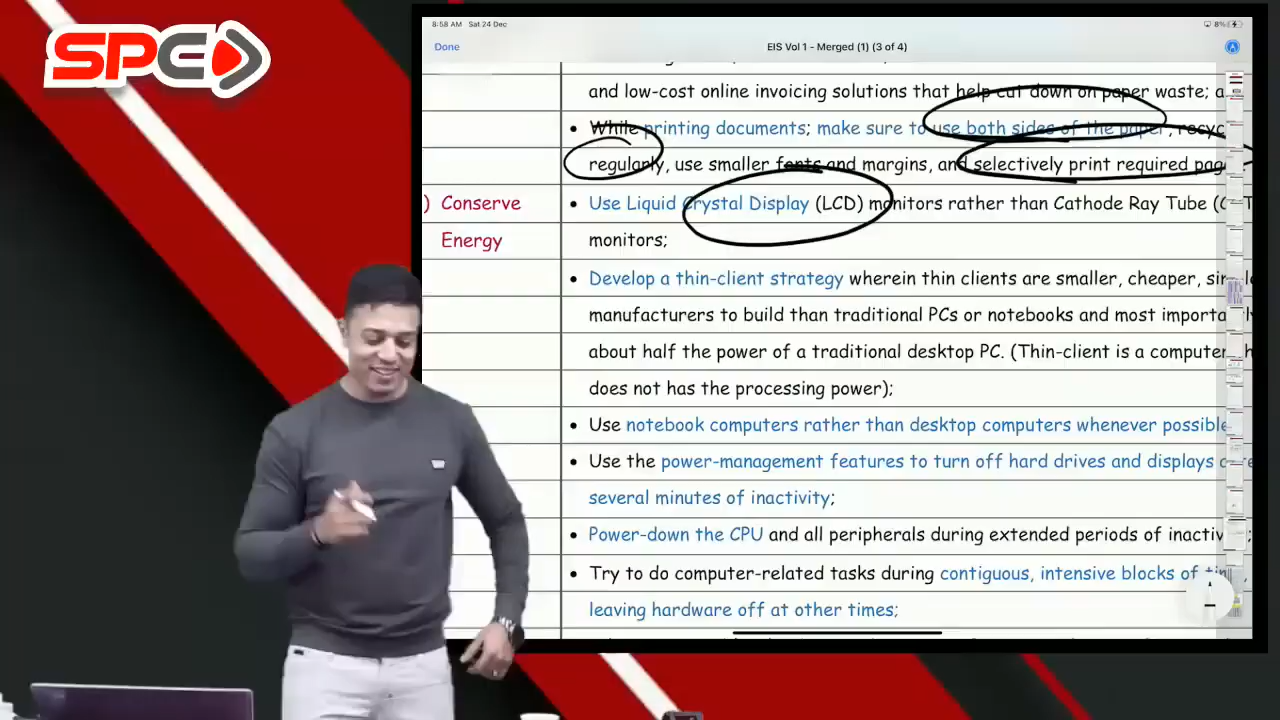 SPC
8:58 AM Sat 24 Dec
8%
Done
EIS Vol 1 - Merged (1) (3 of 4)
and low-cost online invoicing solutions that help cut down on paper waste; a
While printing documents; make sure to use both sides of the paper, recyc
regularly, use smaller fonts and margins, and selectively print required pag
) Conserve
Energy
• Use Liquid Crystal Display (LCD) monitors rather than Cathode Ray Tube (C T
monitors;
• Develop a thin-client strategy wherein thin clients are smaller, cheaper, sim
manufacturers to build than traditional PCs or notebooks and most importa
about half the power of a traditional desktop PC. (Thin-client is a computer
does not has the processing power);
• Use notebook computers rather than desktop computers whenever possible
• Use the power-management features to turn off hard drives and displays
several minutes of inactivity;
• Power-down the CPU and all peripherals during extended periods of inactiv
• Try to do computer-related tasks during contiguous, intensive blocks of
leaving hardware off at other times;